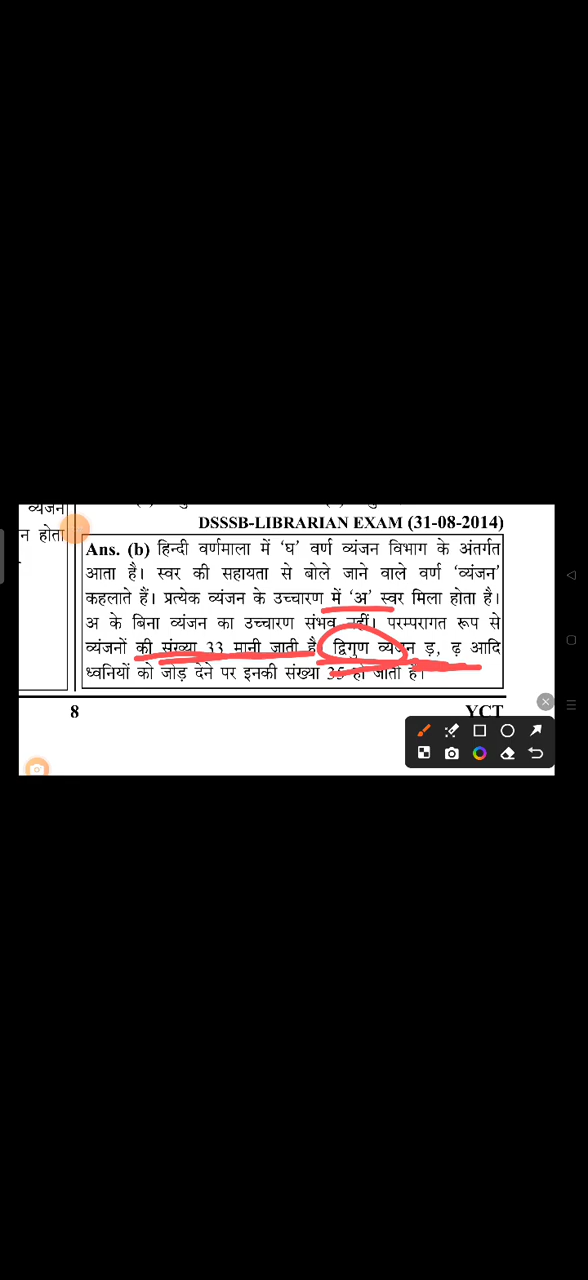 व्यंजन
न होता
DSSSB-LIBRARIAN EXAM (31-08-2014)
Ans. (b) हिन्दी वर्णमाला में ‘घ’ वर्ण व्यंजन विभाग के अंतर्गत
आता है। स्वर की सहायता से बोले जाने वाले वर्ण ‘व्यंजन’
कहलाते हैं। प्रत्येक व्यंजन के उच्चारण में ‘अ’ स्वर मिला होता है।
अ के बिना व्यंजन का उच्चारण संभव नहीं। परम्परागत रूप से
व्यंजनों की संख्या 33 मानी जाती है। द्विगुण व्यंजन ड़, ढ़ आदि
ध्वनियों को जोड़ देने पर इनकी संख्या 35 हो जाती है।
8
YCT